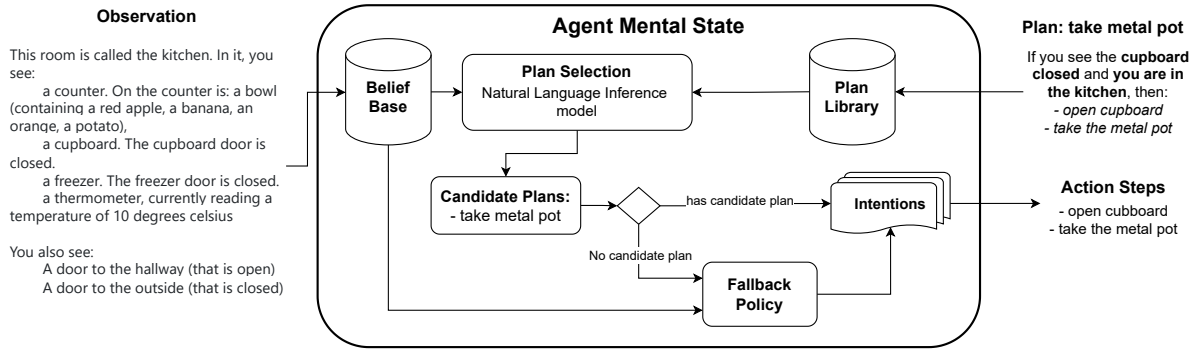 Observation
This room is called the kitchen. In it, you
see:
a counter. On the counter is: a bowl
(containing a red apple, a banana, an
orange, a potato),
a cupboard. The cupboard door is
closed.
a freezer. The freezer door is closed.
a thermometer, currently reading a
temperature of 10 degrees celsius
You also see:
A door to the hallway (that is open)
A door to the outside (that is closed)
Agent Mental State
Belief
Base
Plan Selection
Natural Language Inference
model
Plan
Library
Candidate Plans:
- take metal pot
has candidate plan
No candidate plan
Intentions
Fallback
Policy
Plan: take metal pot
If you see the cupboard
closed and you are in
the kitchen, then:
- open cupboard
- take the metal pot
Action Steps
- open cubboard
- take the metal pot